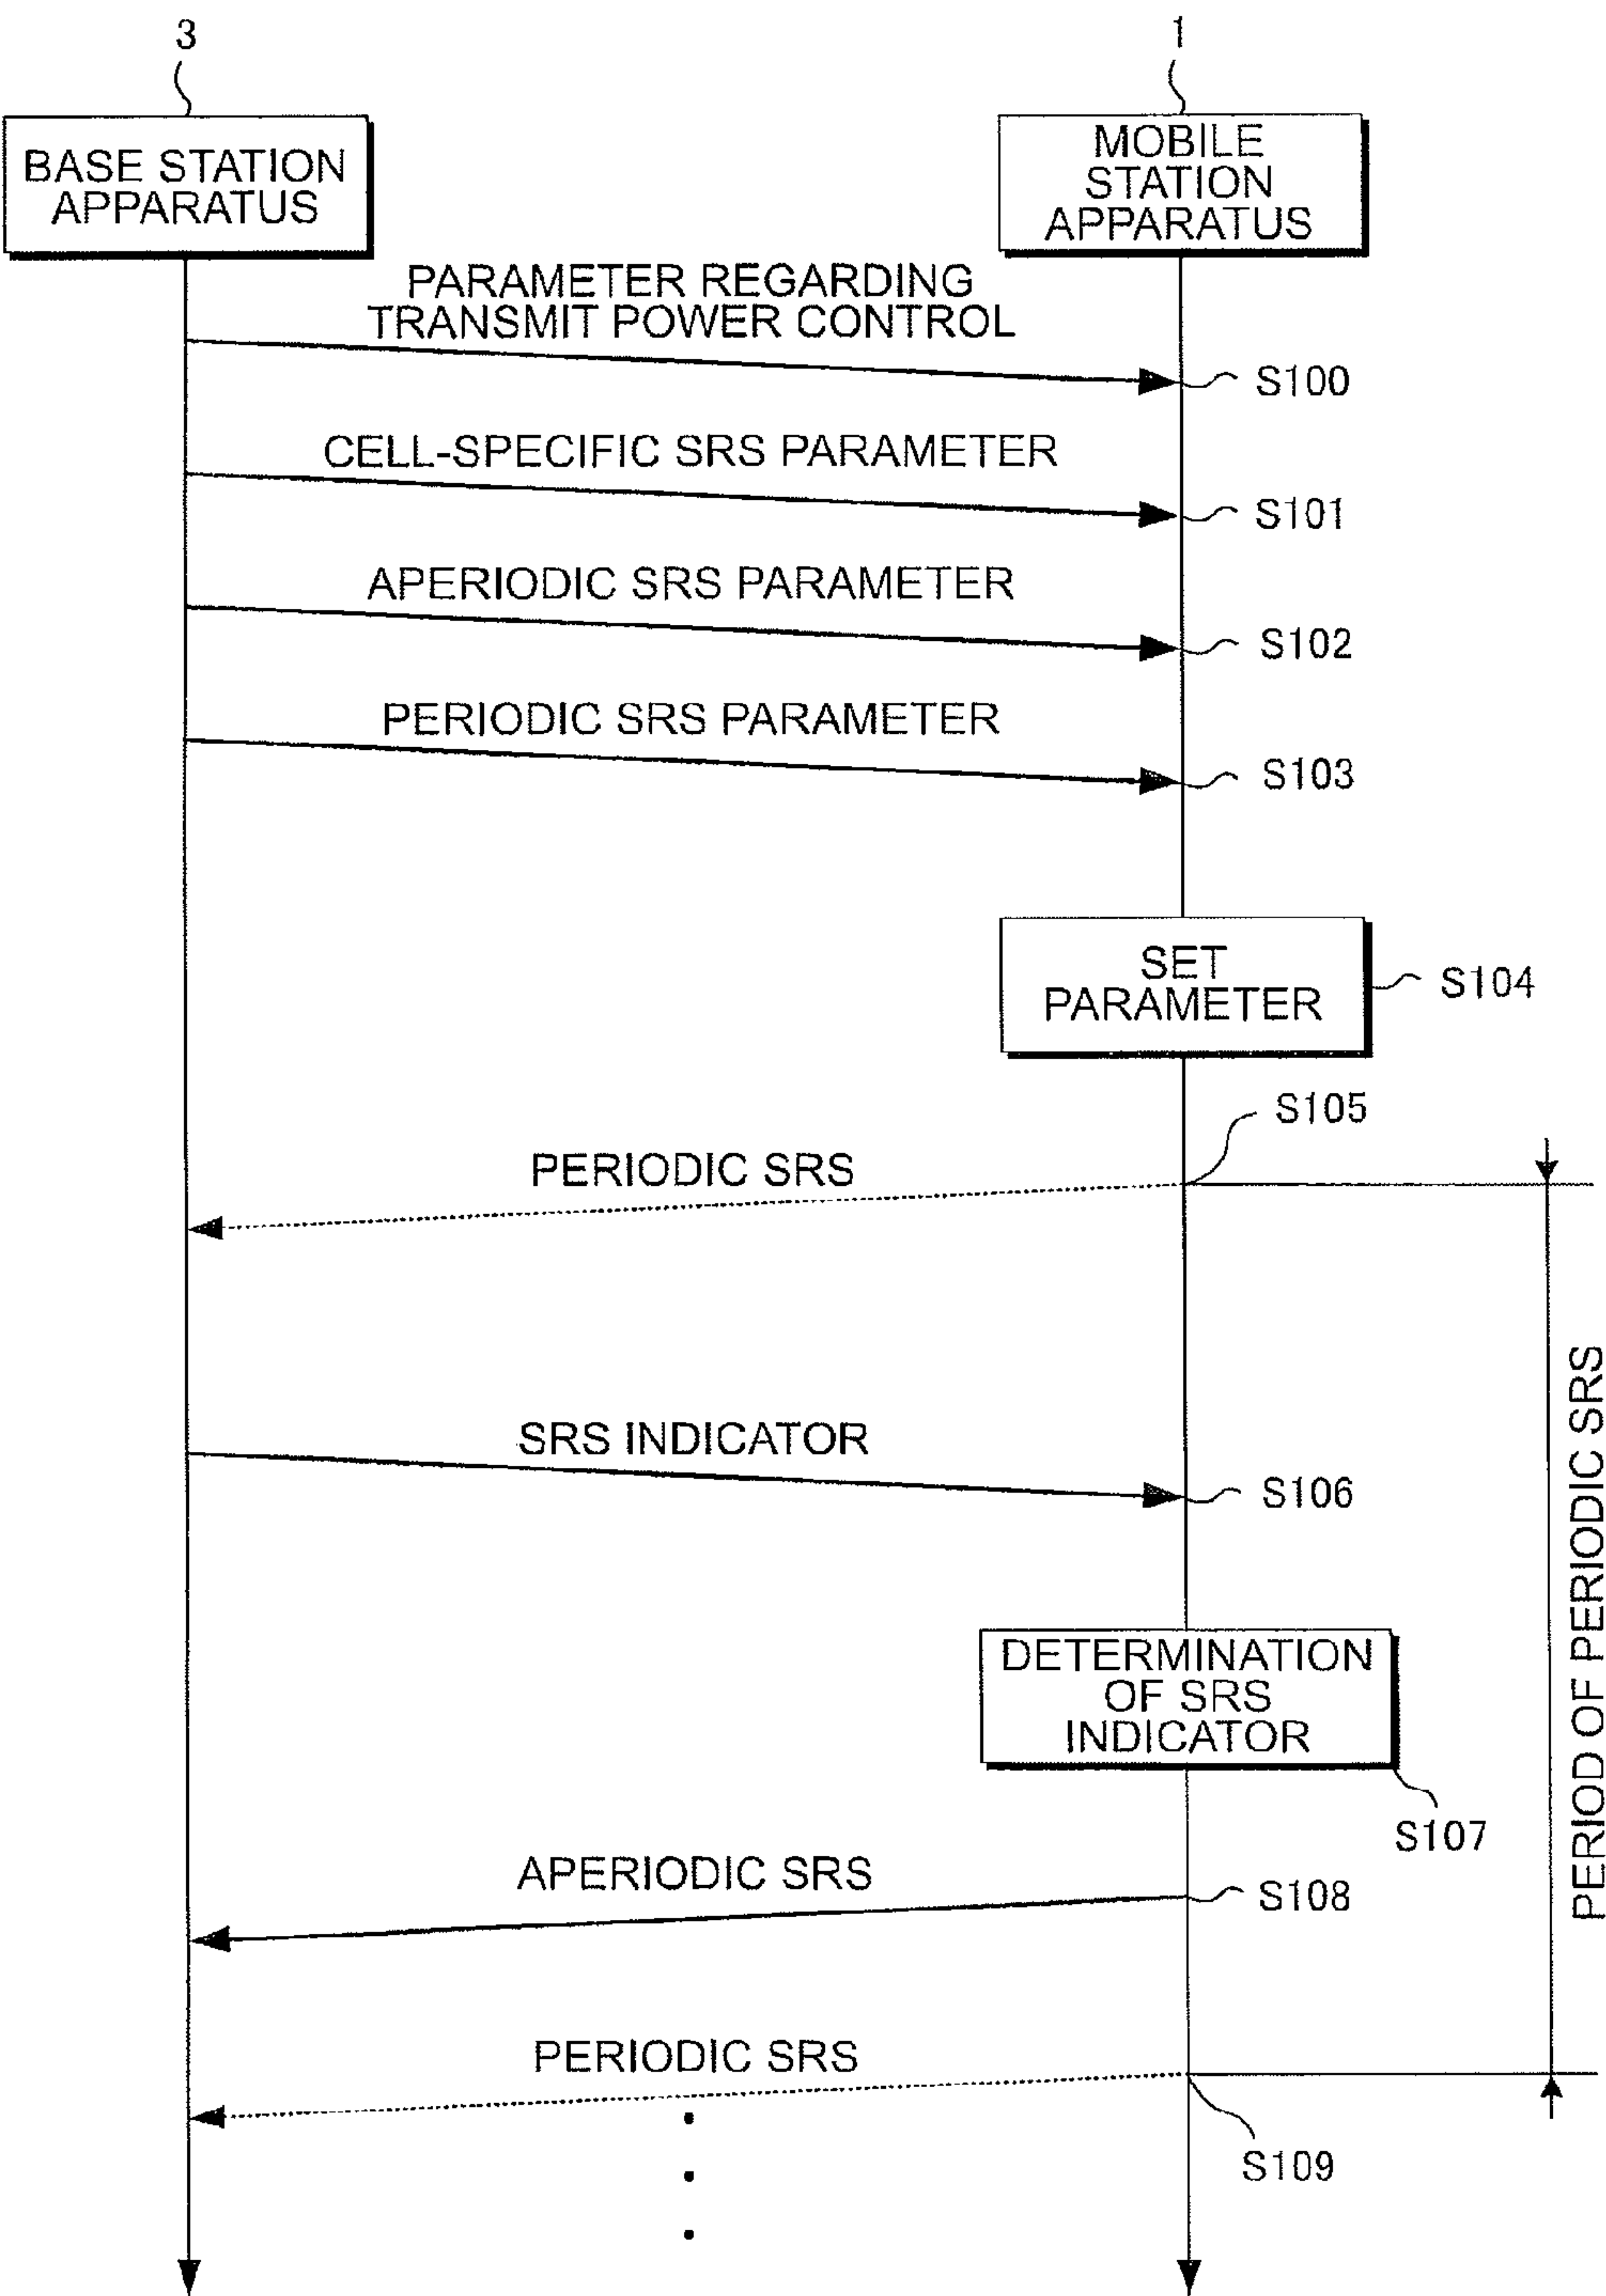 3
1
BASE STATION
APPARATUS
MOBILE
STATION
APPARATUS
PARAMETER REGARDING
TRANSMIT POWER CONTROL
S100
CELL-SPECIFIC SRS PARAMETER
S101
APERIODIC SRS PARAMETER
S102
PERIODIC SRS PARAMETER
S103
SET
PARAMETER
S104
S105
PERIODIC SRS
PERIOD OF PERIODIC SRS
SRS INDICATOR
S106
DETERMINATION
OF SRS
INDICATOR
S107
APERIODIC SRS
S108
PERIODIC SRS
S109